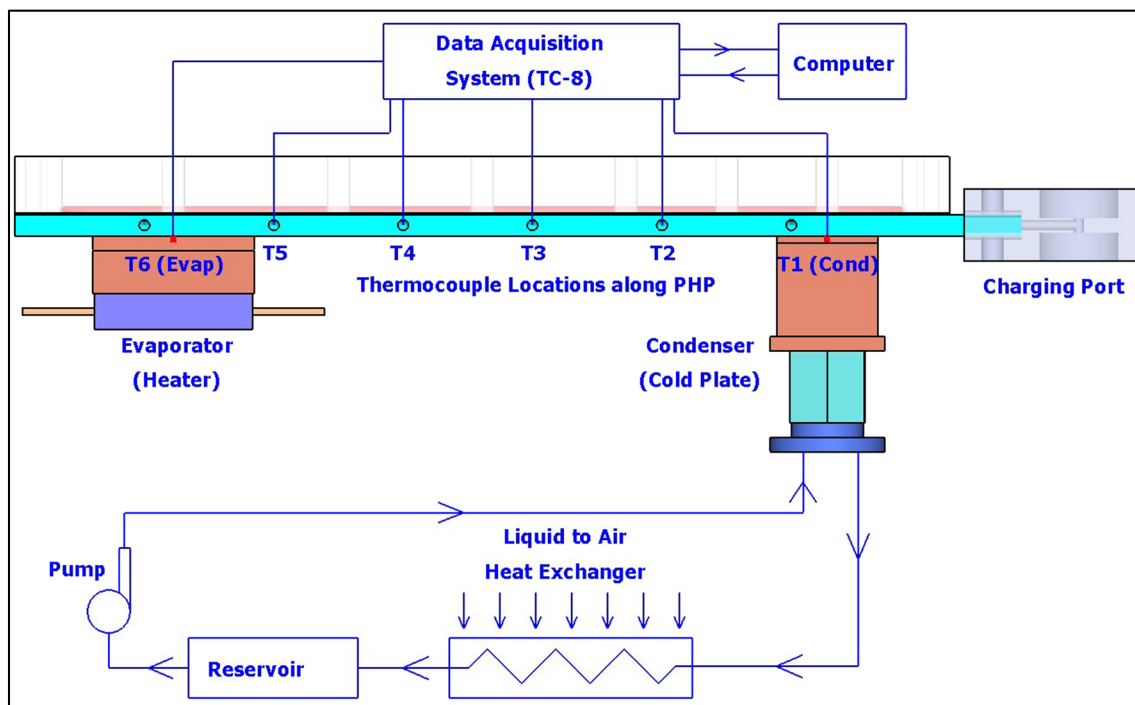 Data Acquisition
System (TC-8)
Computer
T6 (Evap)
T5
T4
T3
T2
T1 (Cond)
Thermocouple Locations along PHP
Charging Port
Evaporator
(Heater)
Condenser
(Cold Plate)
Liquid to Air
Heat Exchanger
Pump
Reservoir